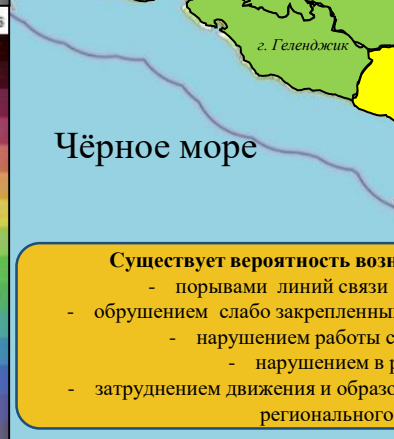 г. Геленджик
Чёрное море
Существует вероятность возн
- порывами линий связи
- обрушением слабо закрепленны
- нарушением работы с
- нарушением в р
- затруднением движения и образо
регионального